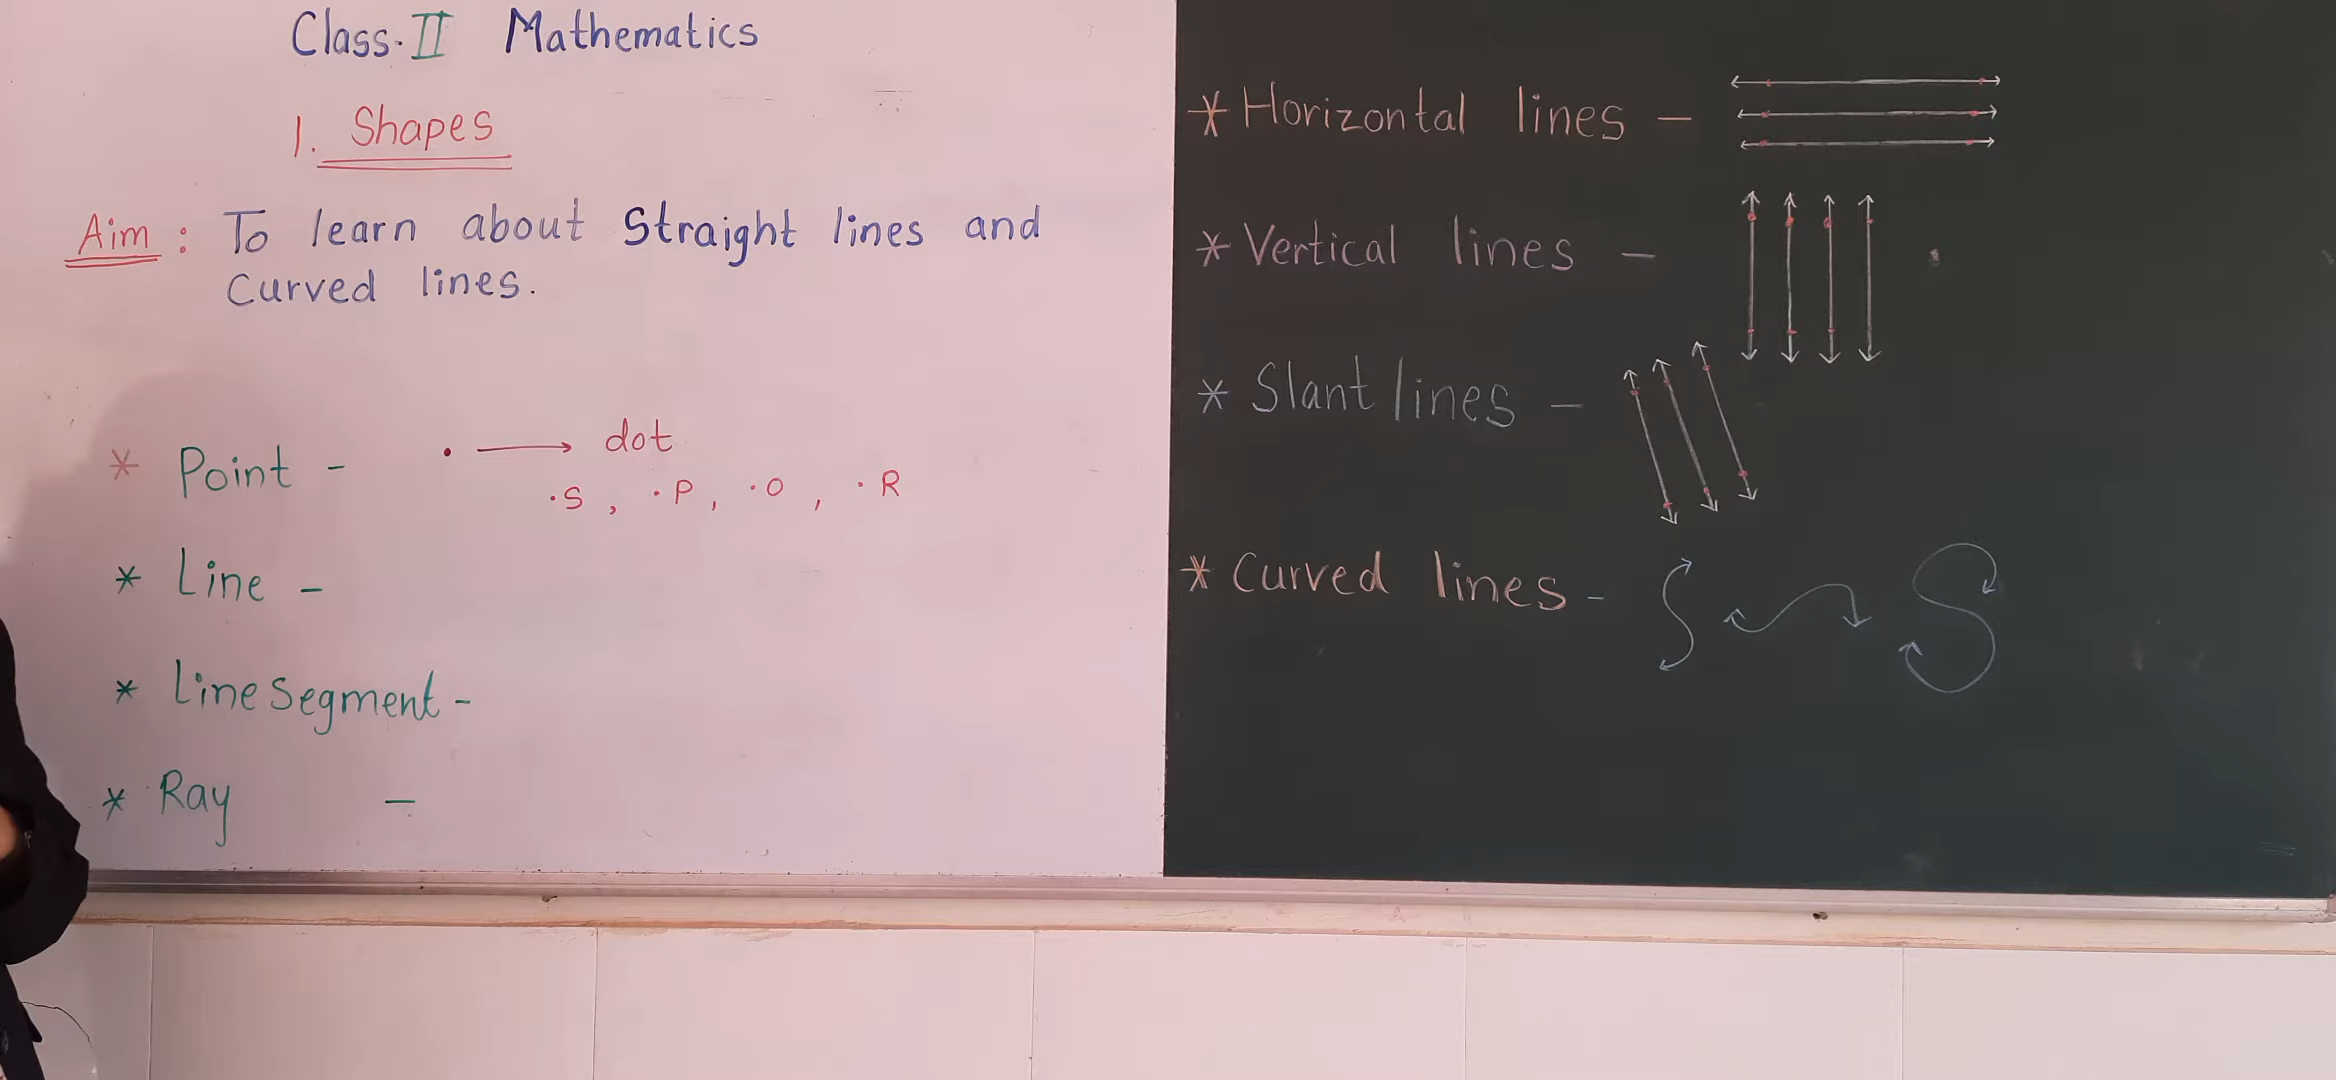 Class-II Mathematics
1. Shapes
Aim : To learn about Straight lines and
Curved lines.
* Point - . → dot
.S , .P , .O , .R
* Line -
* Line Segment -
* Ray -
* Horizontal lines -
* Vertical lines -
* Slant lines -
* Curved lines -